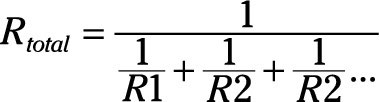 R_total = 1 / (1/R1 + 1/R2 + 1/R2 ...)